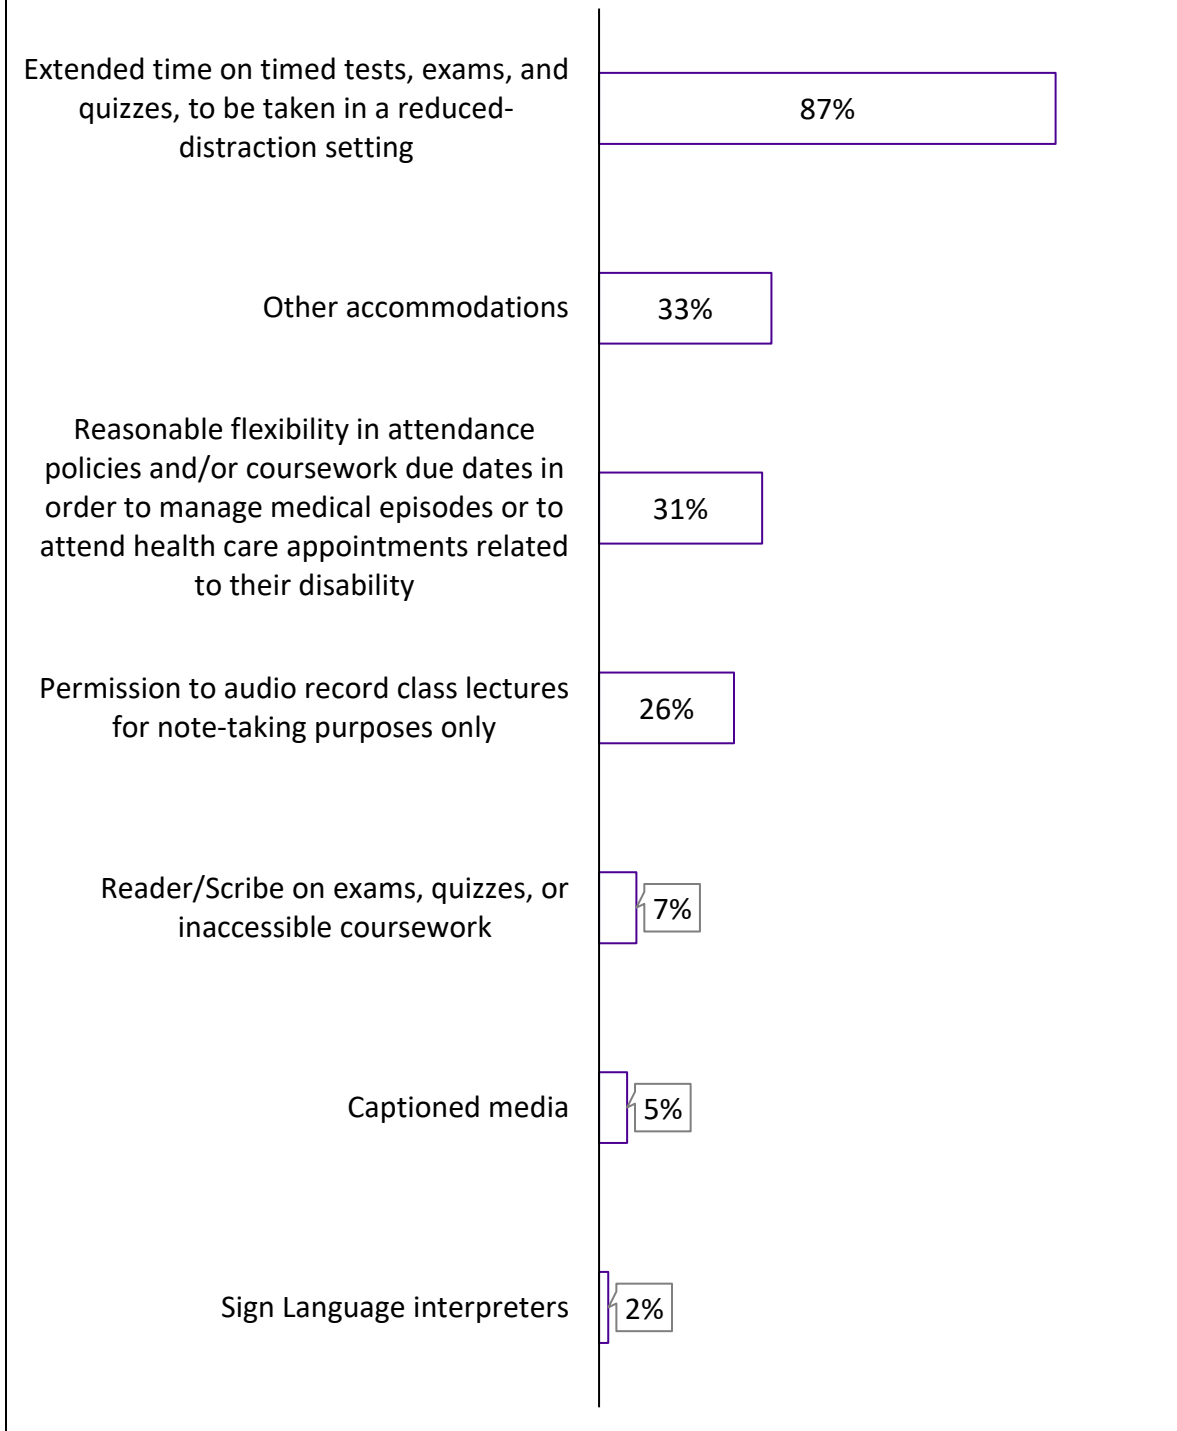 Extended time on timed tests, exams, and
quizzes, to be taken in a reduced-
distraction setting
87%
Other accommodations
33%
Reasonable flexibility in attendance
policies and/or coursework due dates in
order to manage medical episodes or to
attend health care appointments related
to their disability
31%
Permission to audio record class lectures
for note-taking purposes only
26%
Reader/Scribe on exams, quizzes, or
inaccessible coursework
7%
Captioned media
5%
Sign Language interpreters
2%